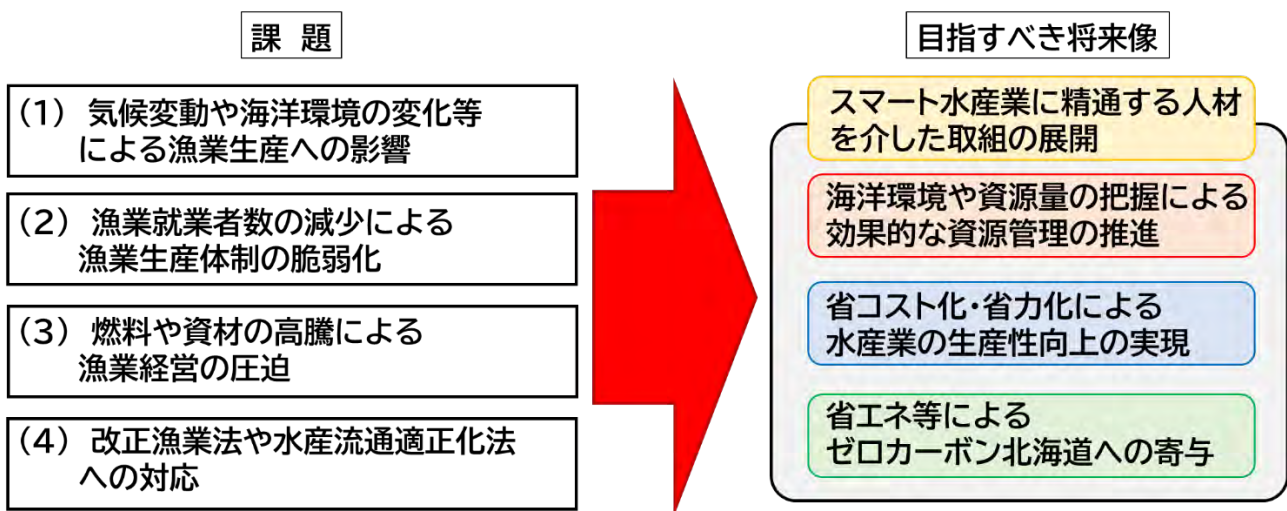 課 題
(1) 気候変動や海洋環境の変化等
による漁業生産への影響
(2) 漁業就業者数の減少による
漁業生産体制の脆弱化
(3) 燃料や資材の高騰による
漁業経営の圧迫
(4) 改正漁業法や水産流通適正化法
への対応
目指すべき将来像
スマート水産業に精通する人材
を介した取組の展開
海洋環境や資源量の把握による
効果的な資源管理の推進
省コスト化・省力化による
水産業の生産性向上の実現
省エネ等による
ゼロカーボン北海道への寄与